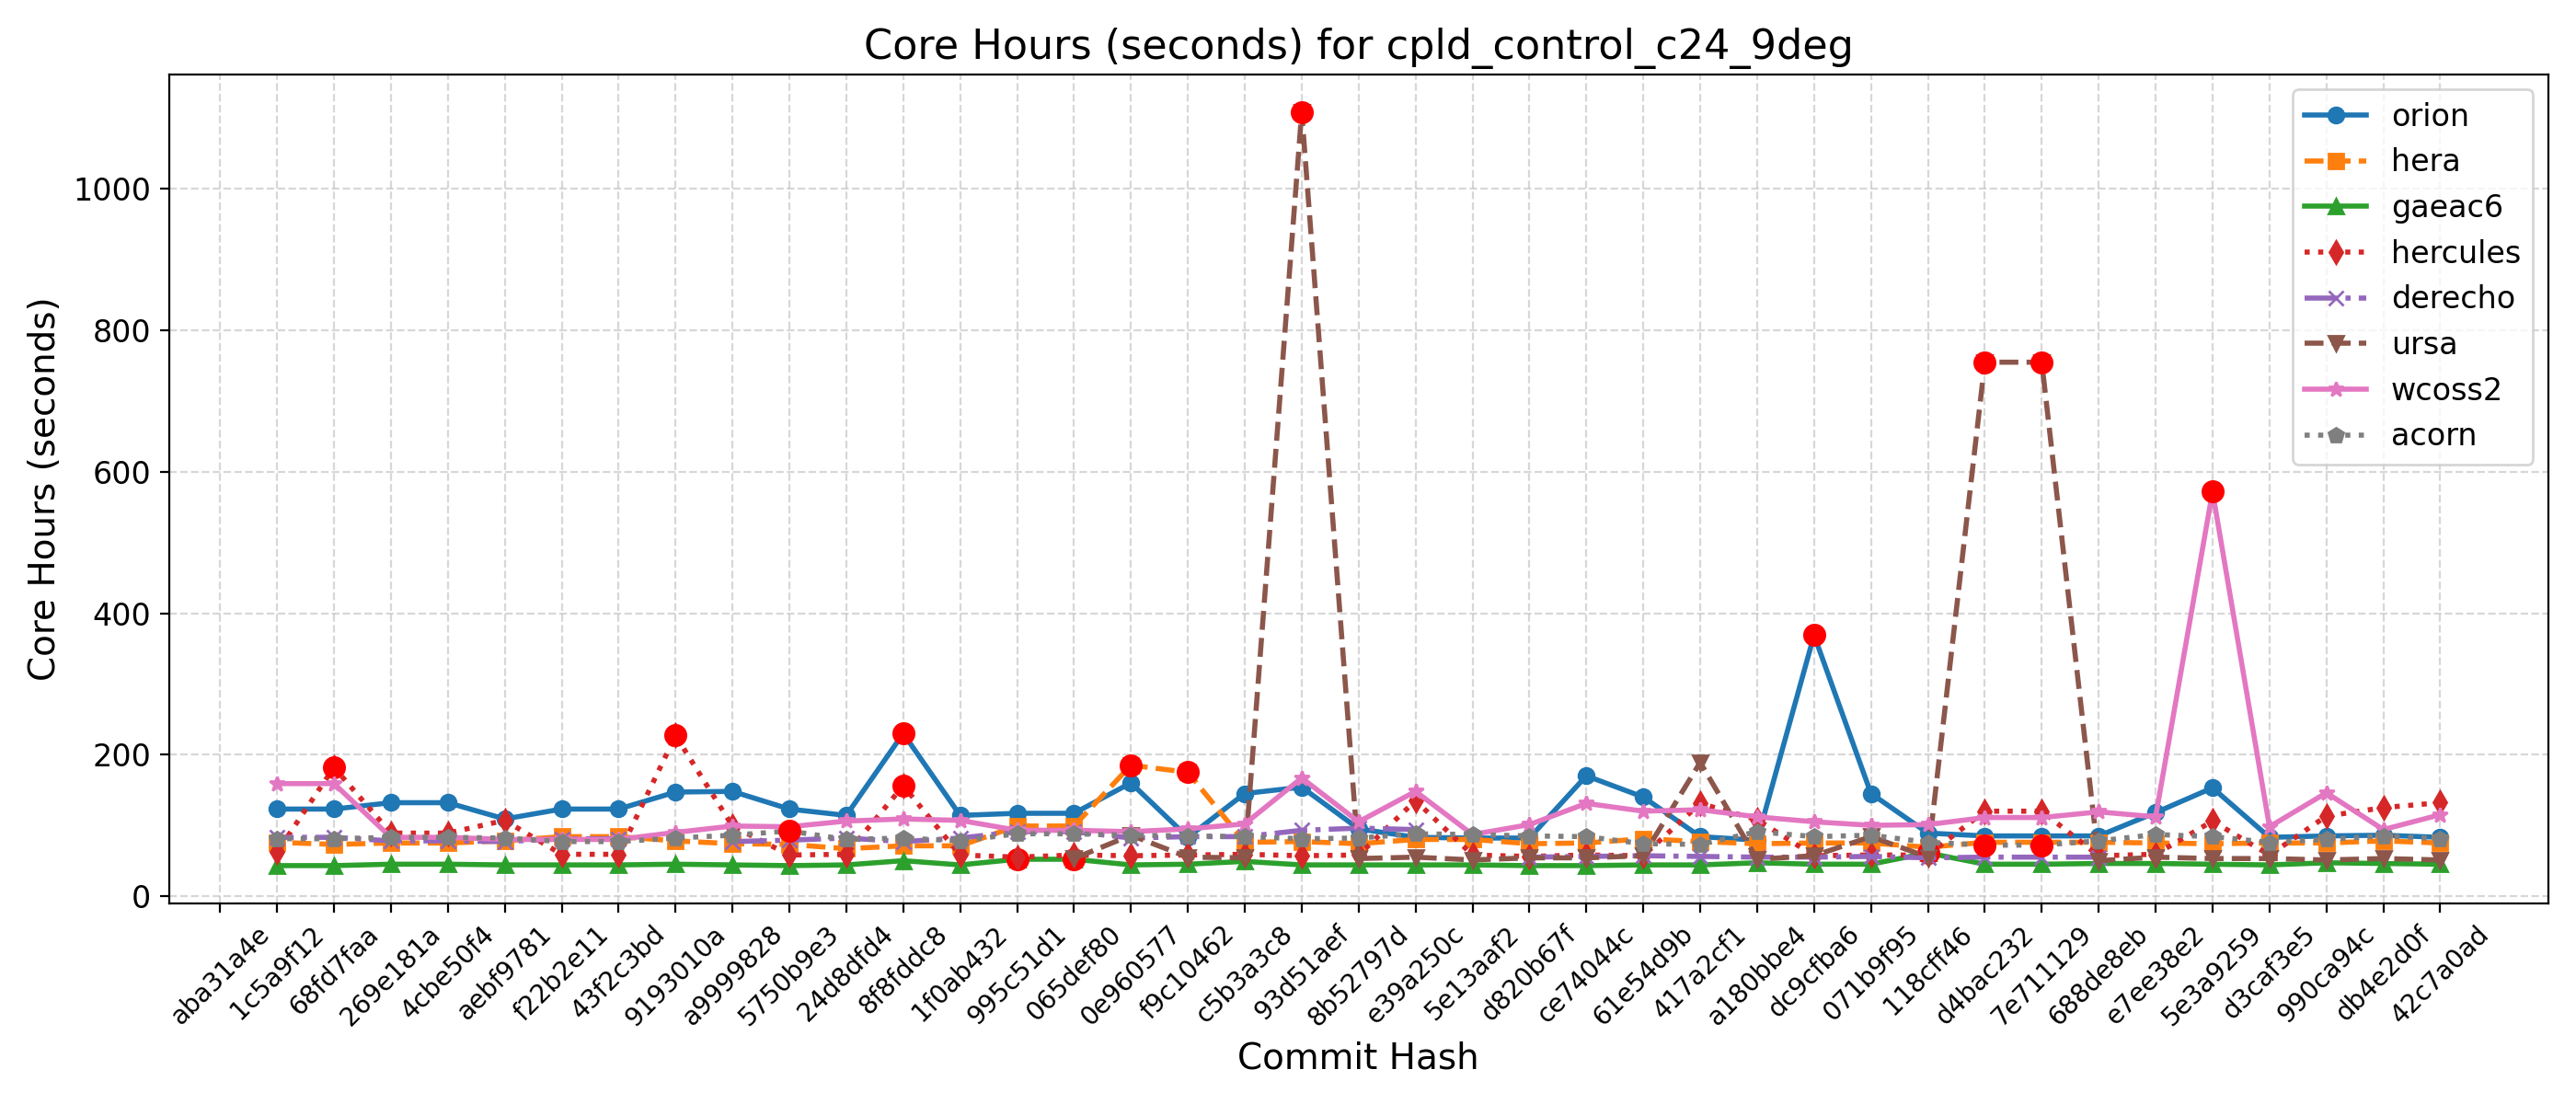 Core Hours (seconds) for cpld_control_c24_9deg
Core Hours (seconds)
1000
800
600
400
200
0
orion
hera
gaeac6
hercules
derecho
ursa
wcoss2
acorn
aba31a4e
1c5a9f12
68fd7faa
269e181a
4cbe50f4
aebf9781
f22b2e11
43f2c3bd
9193010a
a9999828
5750b9e3
24d8dfd4
8f8fddc8
1f0ab432
995c51d1
065def80
0e960577
f9c10462
c5b3a3c8
93d51aef
8b52797d
e39a250c
5e13aaf2
d820b67f
ce74044c
61e54d9b
417a2cf1
a180bbe4
dc9cfba6
071b9f95
118cff46
d4bac232
7e711129
688de8eb
e7ee38e2
5e3a9259
d3caf3e5
990ca94c
db4e2d0f
42c7a0ad
Commit Hash